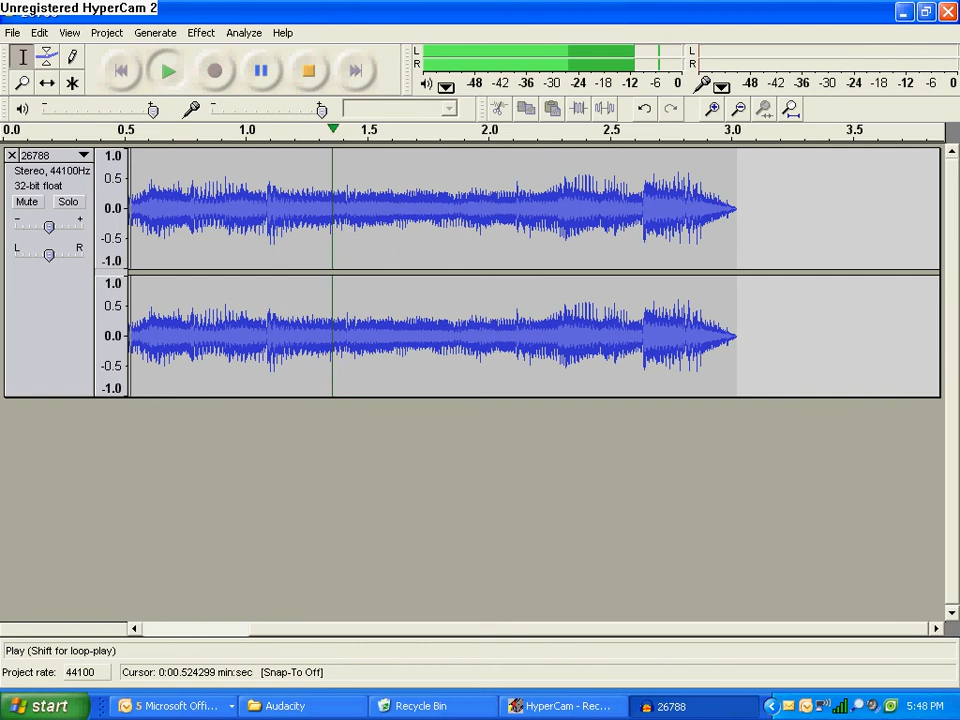 Unregistered HyperCam 2
File Edit View Project Generate Effect Analyze Help
L
R
-48 -42 -36 -30 -24 -18 -12 -6 0
L
R
-48 -42 -36 -30 -24 -18 -12 -6 0
0.0 0.5 1.0 1.5 2.0 2.5 3.0 3.5
26788
Stereo, 44100Hz
32-bit float
Mute Solo
- +
L R
1.0
0.5
0.0
-0.5
-1.0
1.0
0.5
0.0
-0.5
-1.0
Play (Shift for loop-play)
Project rate: 44100 Cursor: 0:00.524299 min:sec [Snap-To Off]
start 5 Microsoft Offi... Audacity Recycle Bin HyperCam - Rec... 26788 5:48 PM